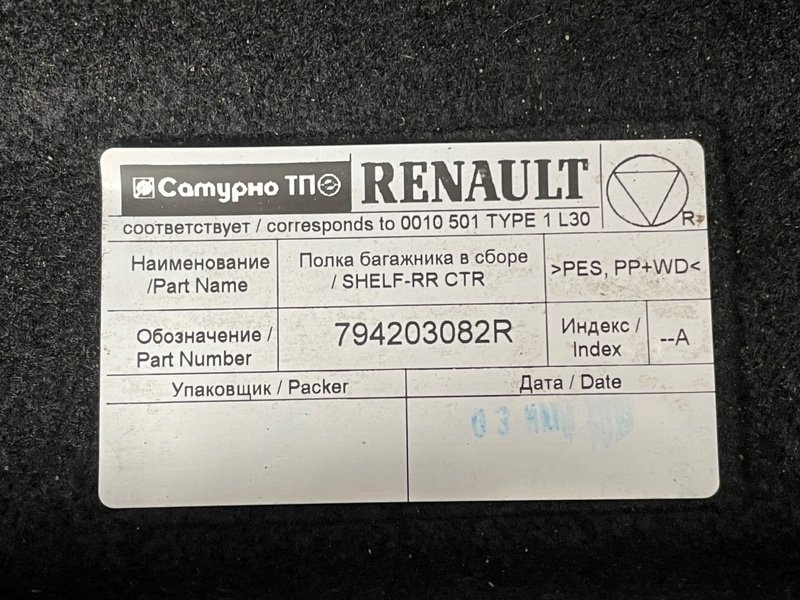 Сатурно ТП RENAULT
соответствует / corresponds to 0010 501 TYPE 1 L30
R
Наименование
/Part Name
Полка багажника в сборе
/ SHELF-RR CTR
>PES, PP+WD<
Обозначение /
Part Number
794203082R
Индекс /
Index
--A
Упаковщик / Packer
Дата / Date
03